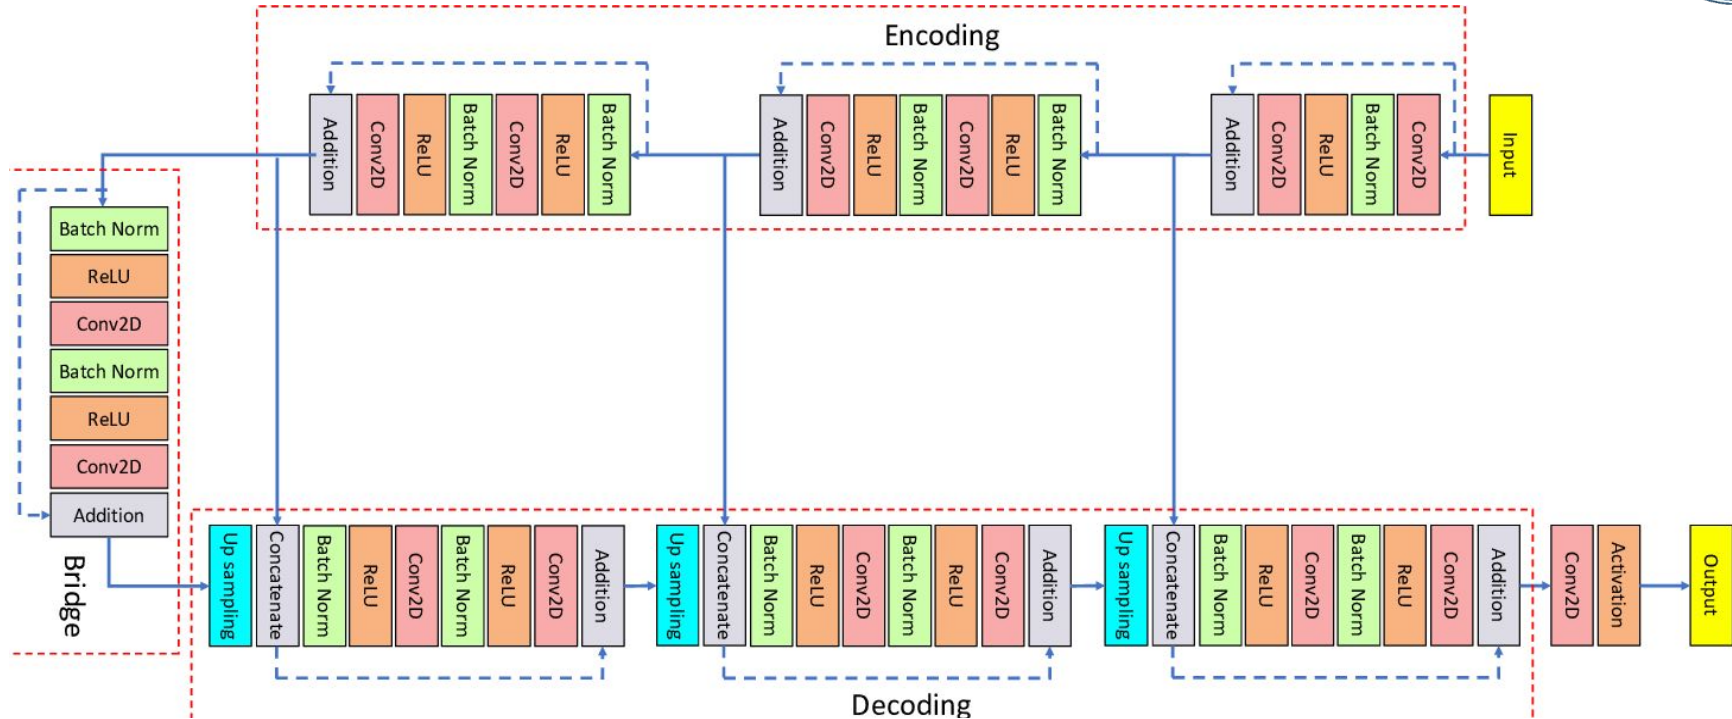 Encoding
Addition
Conv2D
ReLU
Batch Norm
Conv2D
ReLU
Batch Norm
Addition
Conv2D
ReLU
Batch Norm
Conv2D
ReLU
Batch Norm
Addition
Conv2D
ReLU
Batch Norm
Conv2D
Input
Batch Norm
ReLU
Conv2D
Batch Norm
ReLU
Conv2D
Addition
Bridge
Up sampling
Concatenate
Batch Norm
ReLU
Conv2D
Batch Norm
ReLU
Conv2D
Addition
Up sampling
Concatenate
Batch Norm
ReLU
Conv2D
Batch Norm
ReLU
Conv2D
Addition
Up sampling
Concatenate
Batch Norm
ReLU
Conv2D
Batch Norm
ReLU
Conv2D
Addition
Conv2D
Activation
Output
Decoding